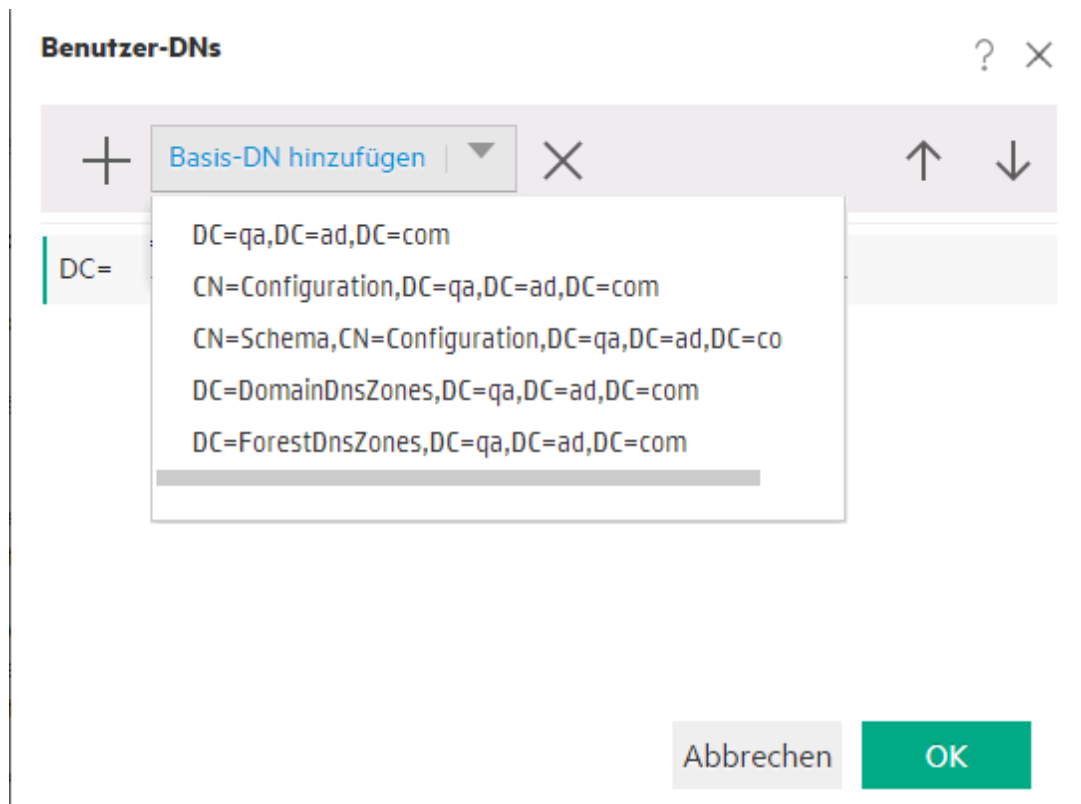 Benutzer-DNs
Basis-DN hinzufügen
DC=qa,DC=ad,DC=com
DC=
CN=Configuration,DC=qa,DC=ad,DC=com
CN=Schema,CN=Configuration,DC=qa,DC=ad,DC=co
DC=DomainDnsZones,DC=qa,DC=ad,DC=com
DC=ForestDnsZones,DC=qa,DC=ad,DC=com
Abbrechen OK